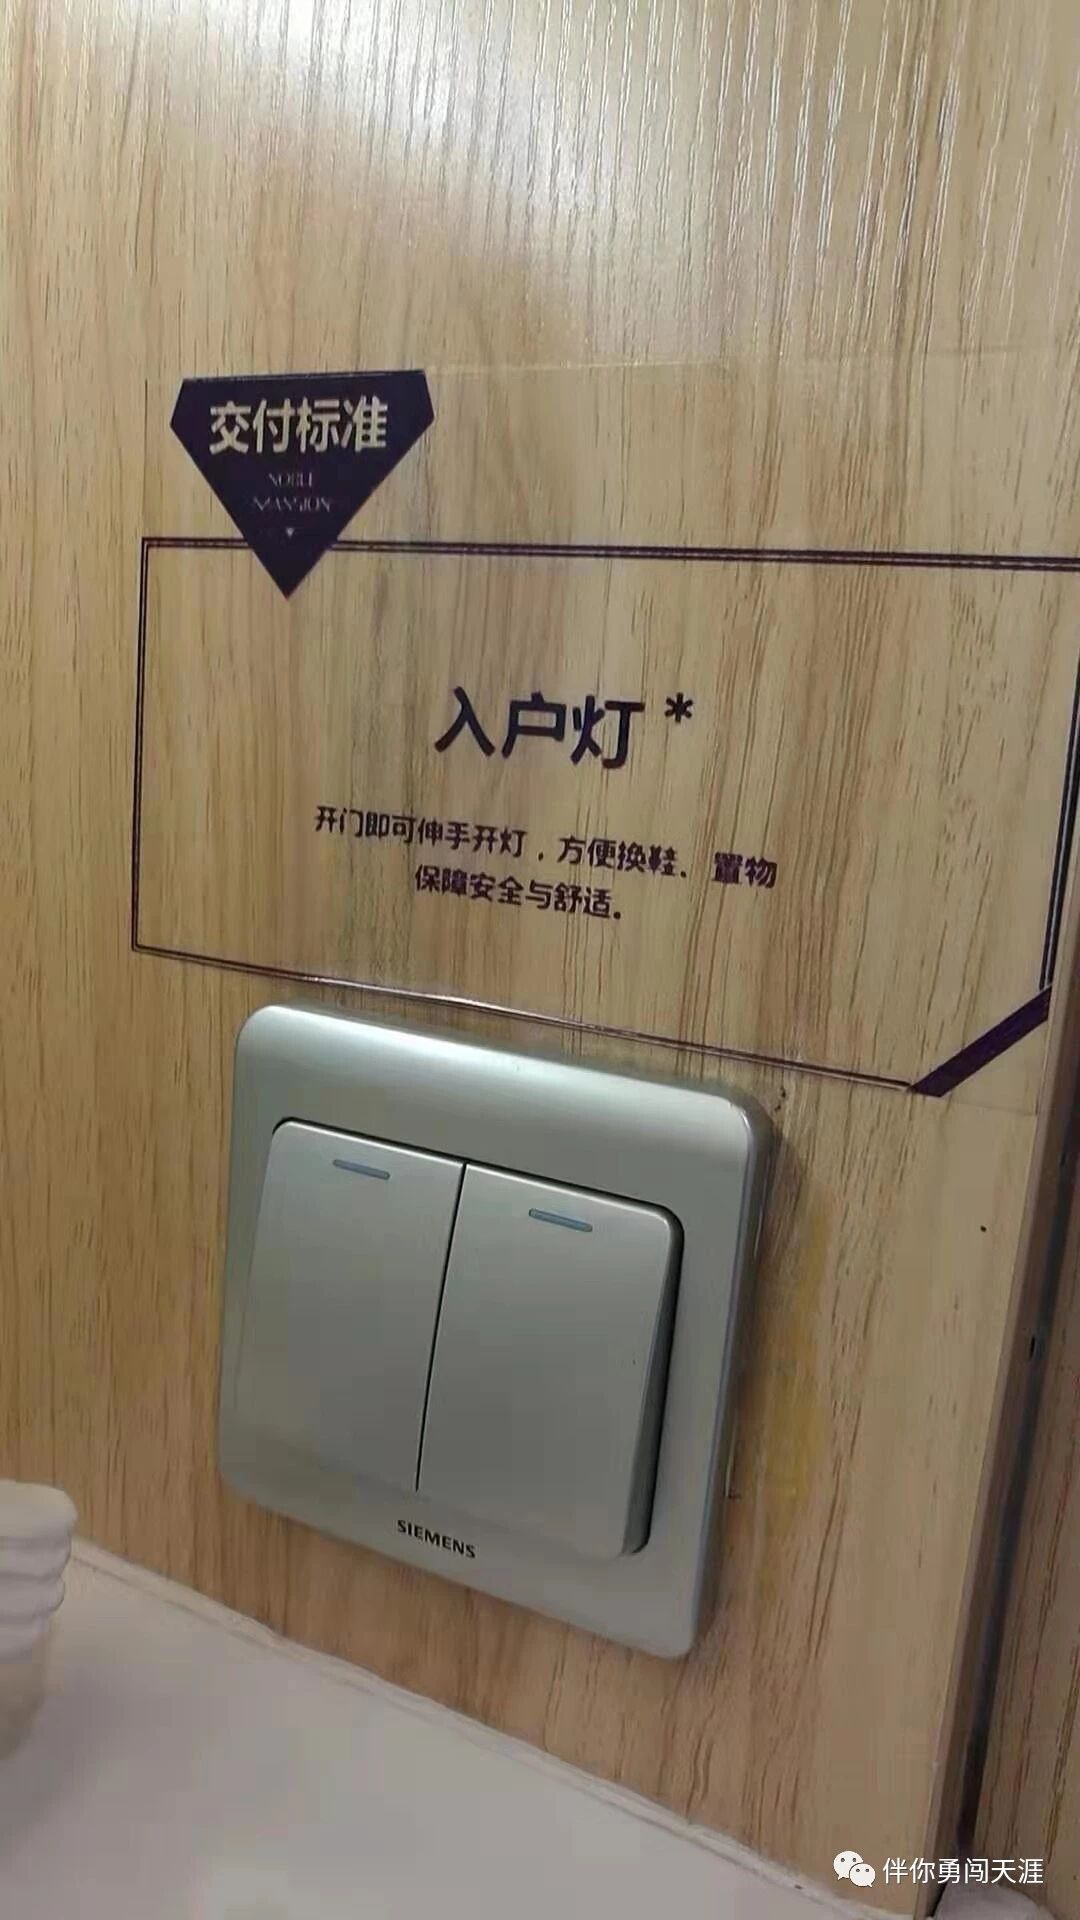 交付标准
NOBLE
MANSION
入户灯*
开门即可伸手开灯，方便换鞋、置物
保障安全与舒适。
SIEMENS
伴你勇闯天涯